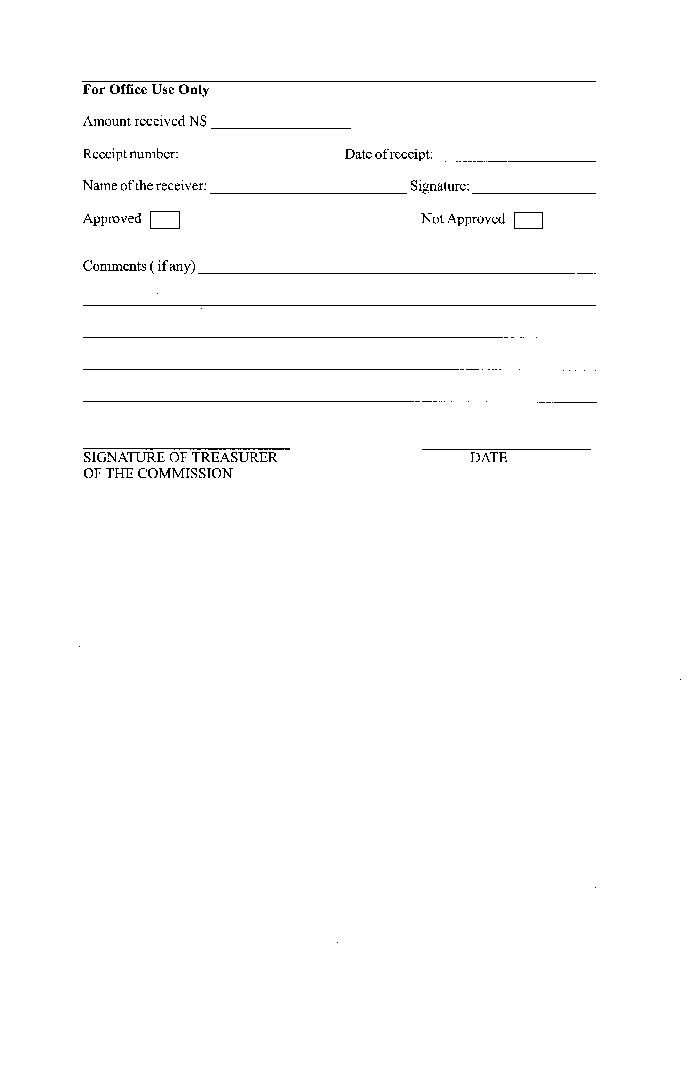 For Office Use Only
Amount received N$
Receipt number: Date of receipt:
Name of the receiver: Signature:
Approved Not Approved
Comments ( if any)
SIGNATURE OF TREASURER DATE
OF THE COMMISSION